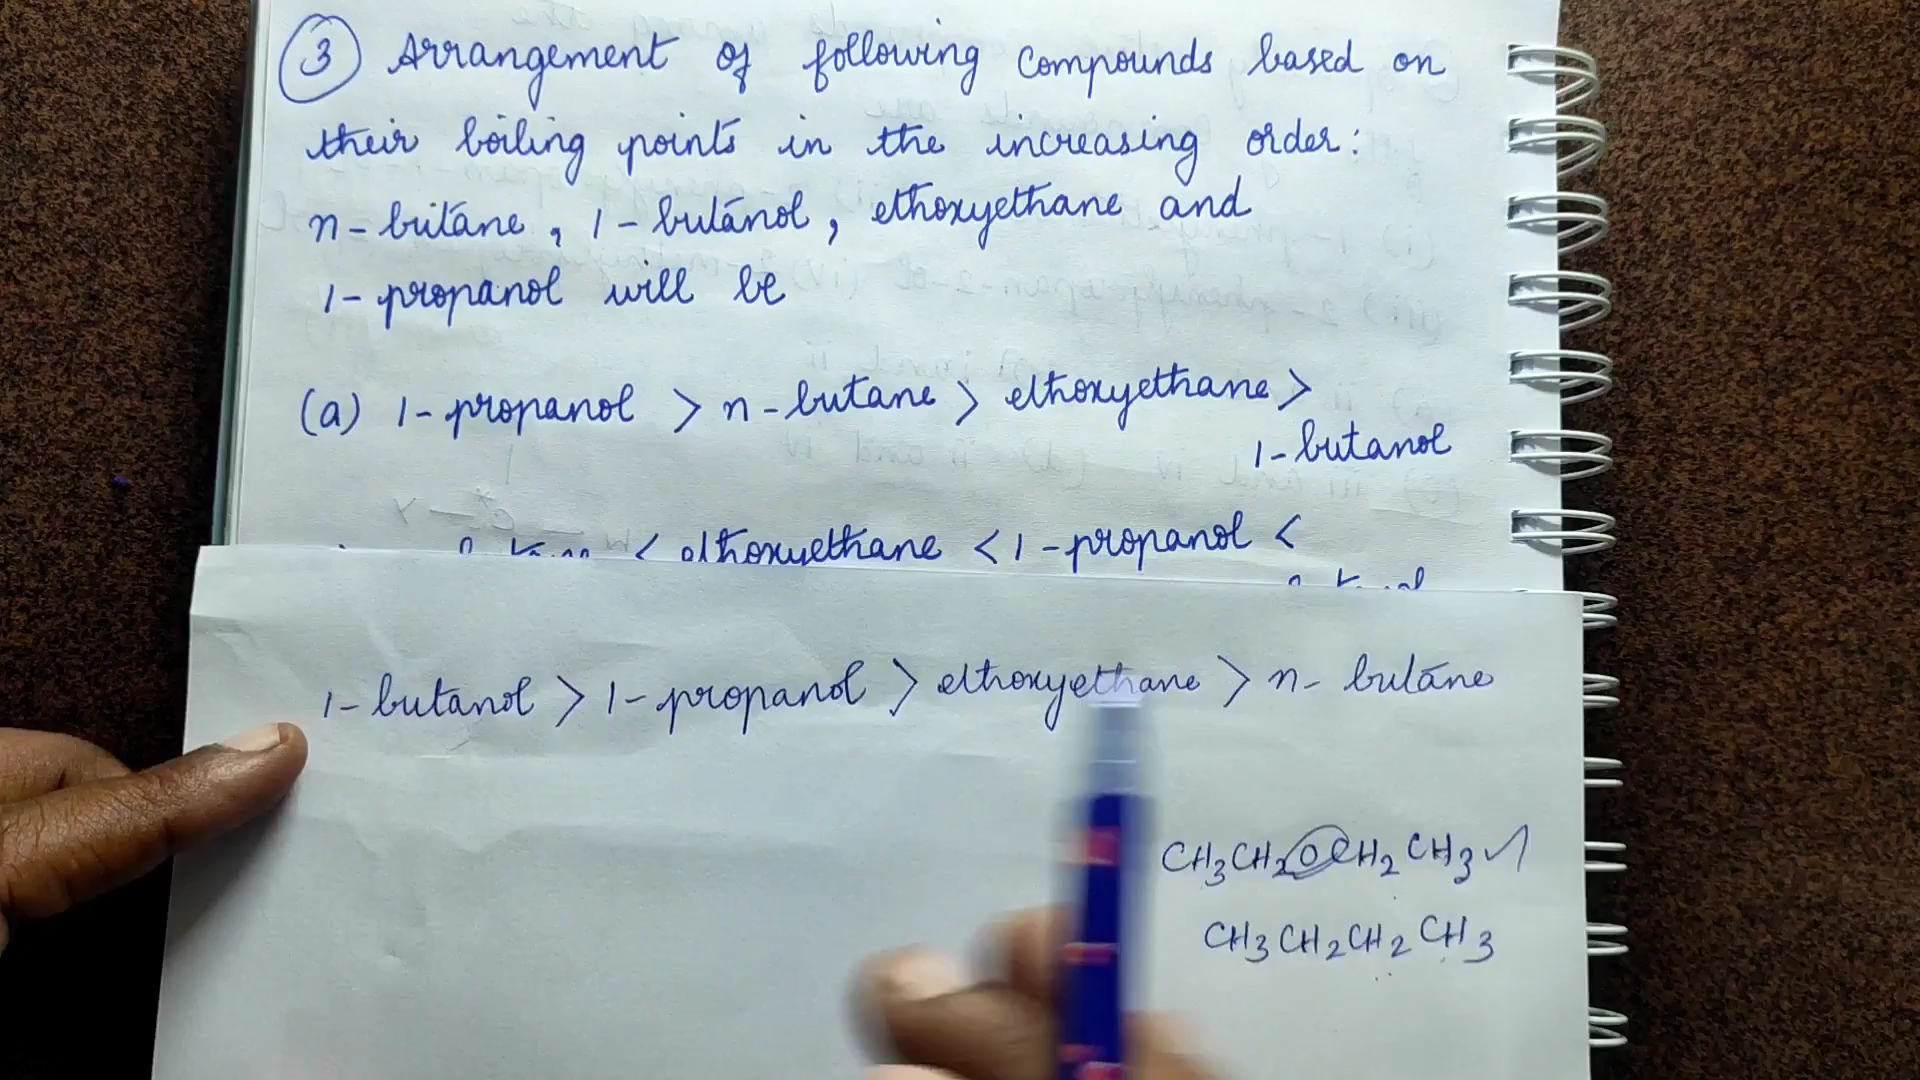 3 Arrangement of following compounds based on
their boiling points in the increasing order:
n-butane, 1-butanol, ethoxyethane and
1-propanol will be
(a) 1-propanol > n-butane > ethoxyethane >
1-butanol
< ethoxyethane < 1-propanol <
1-butanol > 1-propanol > ethoxyethane > n-butane
CH3CH2OCH2CH3
CH3CH2CH2CH3